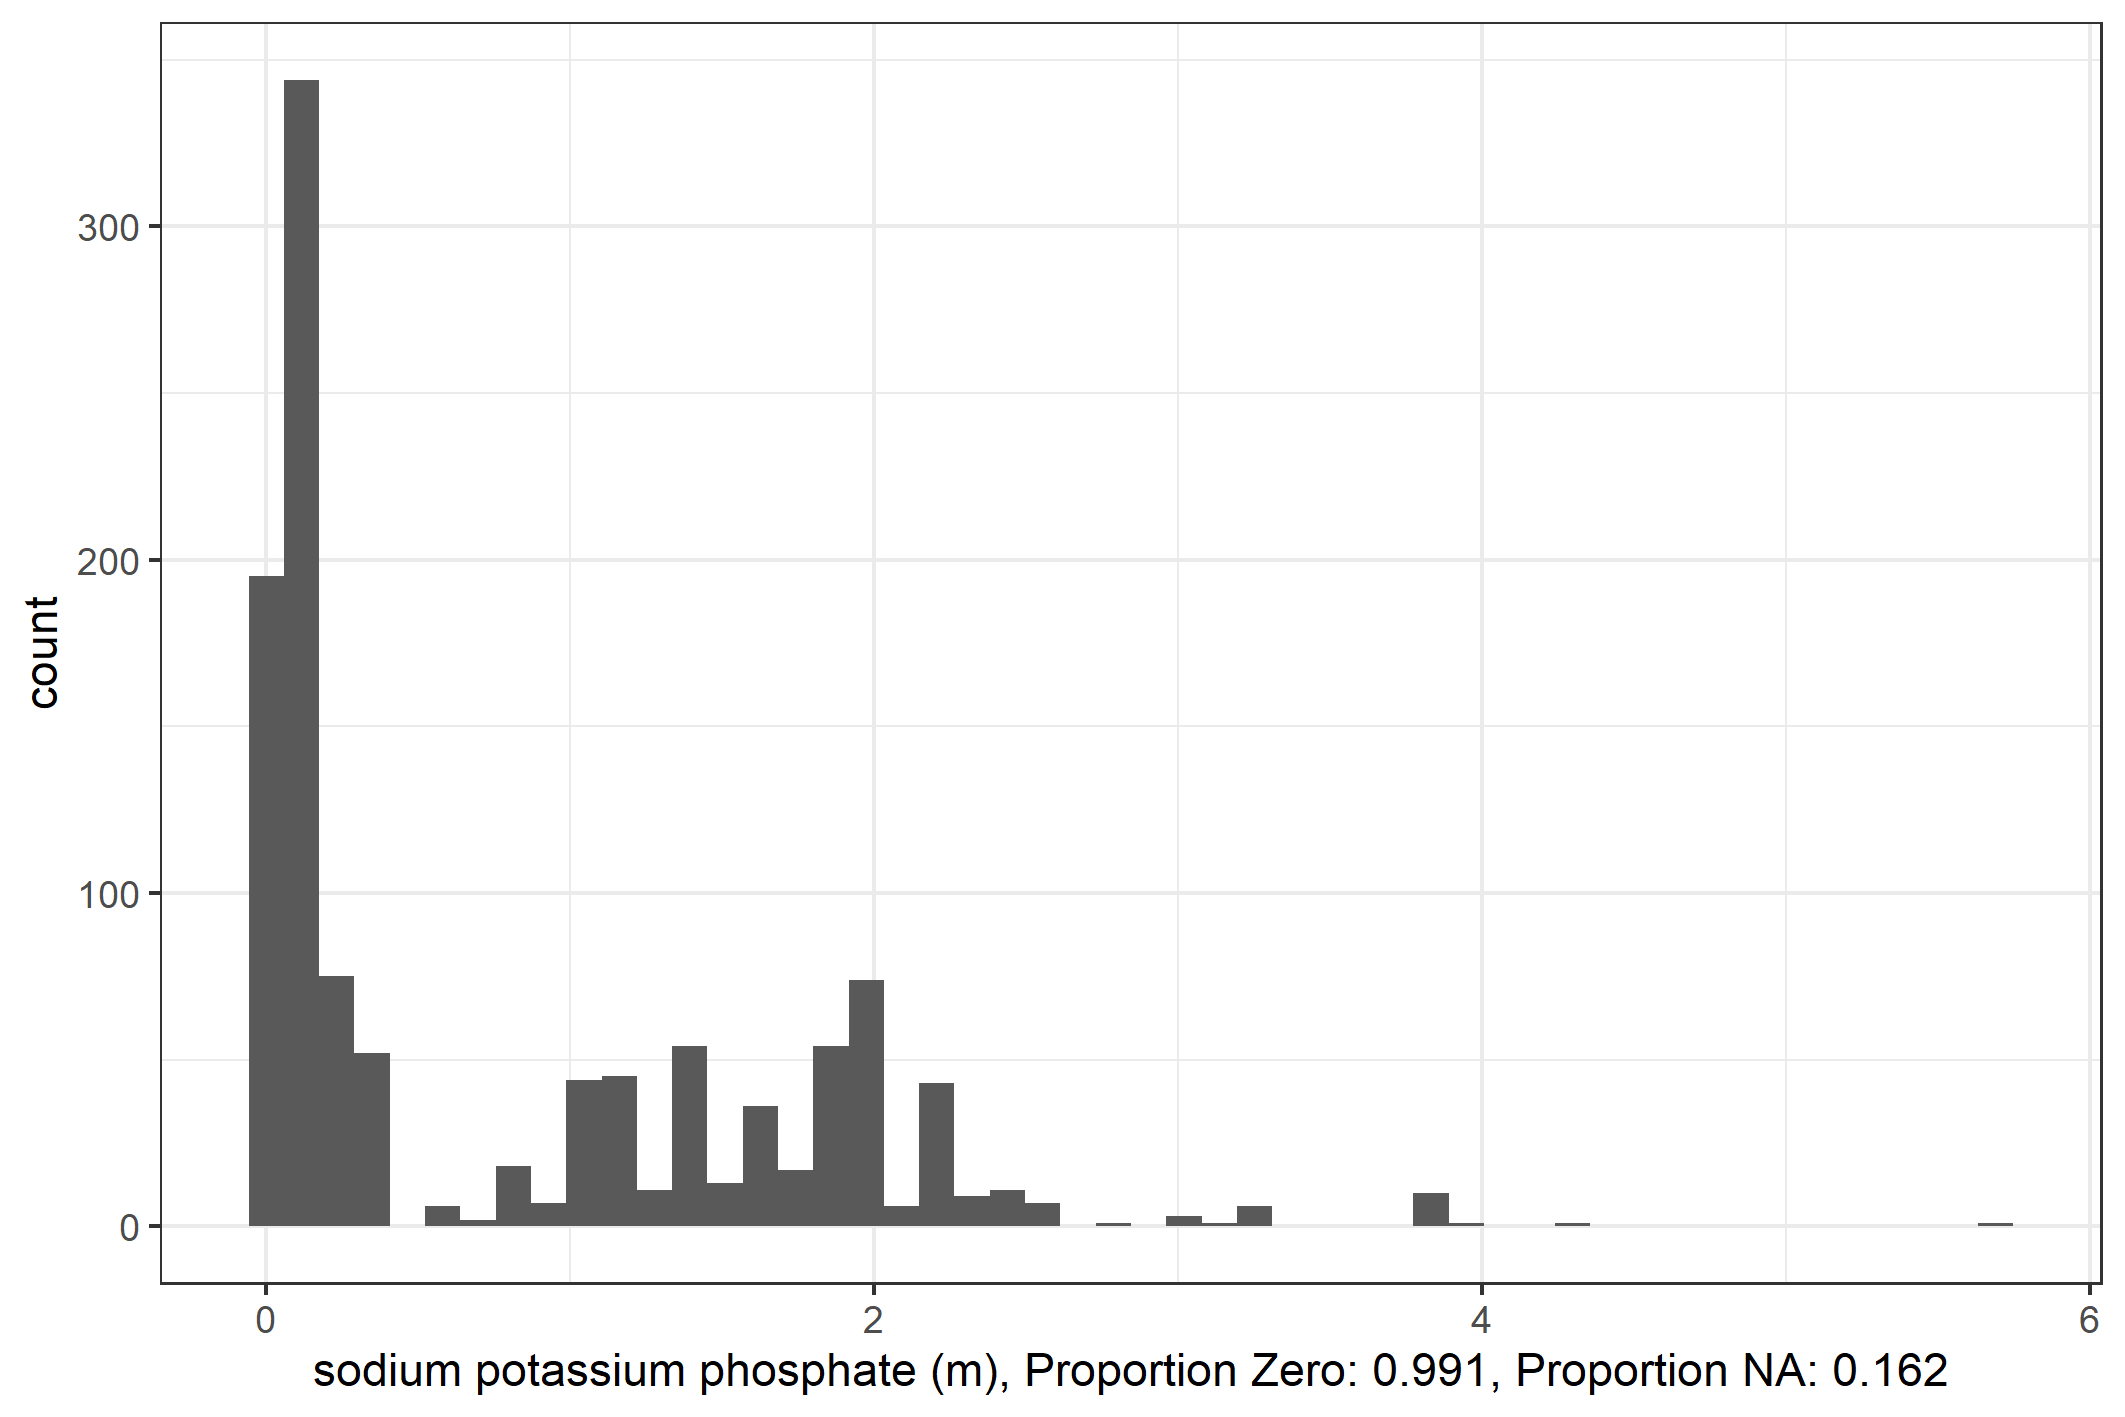 300
200
100
0
count
0 2 4 6
sodium potassium phosphate (m), Proportion Zero: 0.991, Proportion NA: 0.162